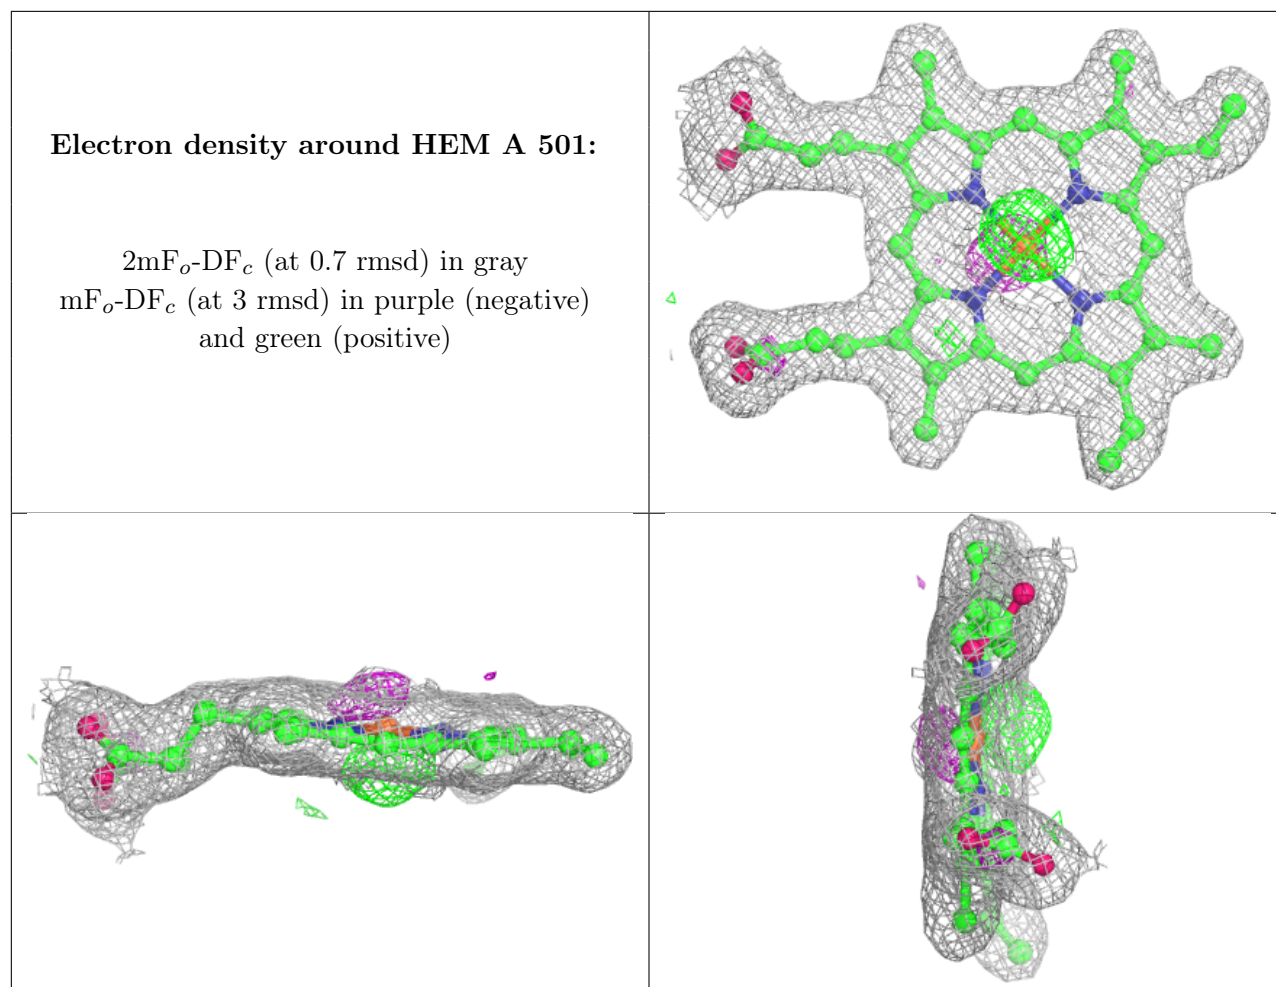 Electron density around HEM A 501:
2mFo-DFc (at 0.7 rmsd) in gray
mFo-DFc (at 3 rmsd) in purple (negative)
and green (positive)